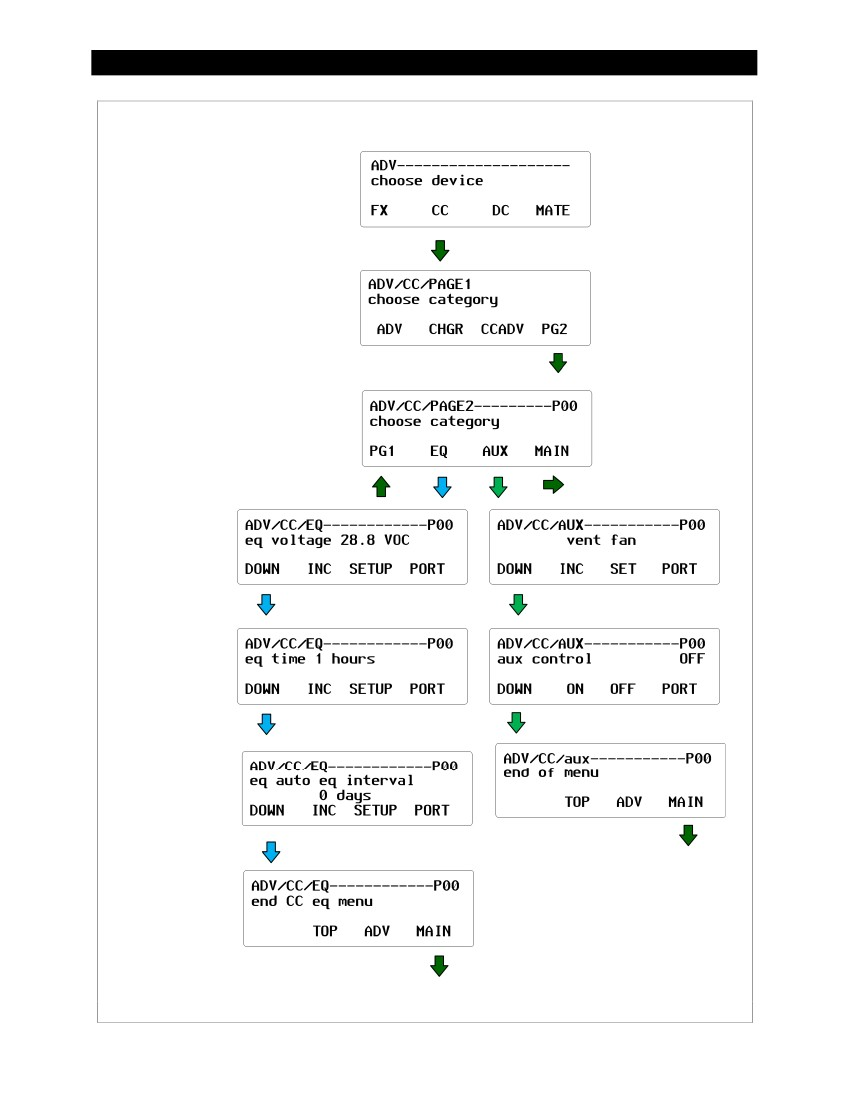 ADV--------------------
choose device
FX CC DC MATE
ADV/CC/PAGE1
choose category
ADV CHGR CCADV PG2
ADV/CC/PAGE2---------P00
choose category
PG1 EQ AUX MAIN
ADV/CC/EQ------------P00
eq voltage 28.8 VOC
DOWN INC SETUP PORT
ADV/CC/AUX-----------P00
vent fan
DOWN INC SET PORT
ADV/CC/EQ------------P00
eq time 1 hours
DOWN INC SETUP PORT
ADV/CC/AUX-----------P00
aux control OFF
DOWN ON OFF PORT
ADV/CC/EQ------------P00
eq auto eq interval
0 days
DOWN INC SETUP PORT
ADV/CC/aux-----------P00
end of menu
TOP ADV MAIN
ADV/CC/EQ------------P00
end CC eq menu
TOP ADV MAIN